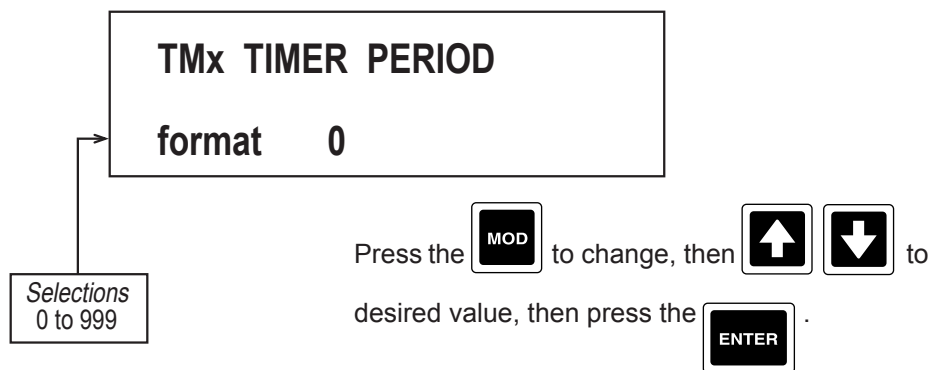 TMx TIMER PERIOD
format 0
Selections
0 to 999
Press the MOD to change, then to
desired value, then press the ENTER .